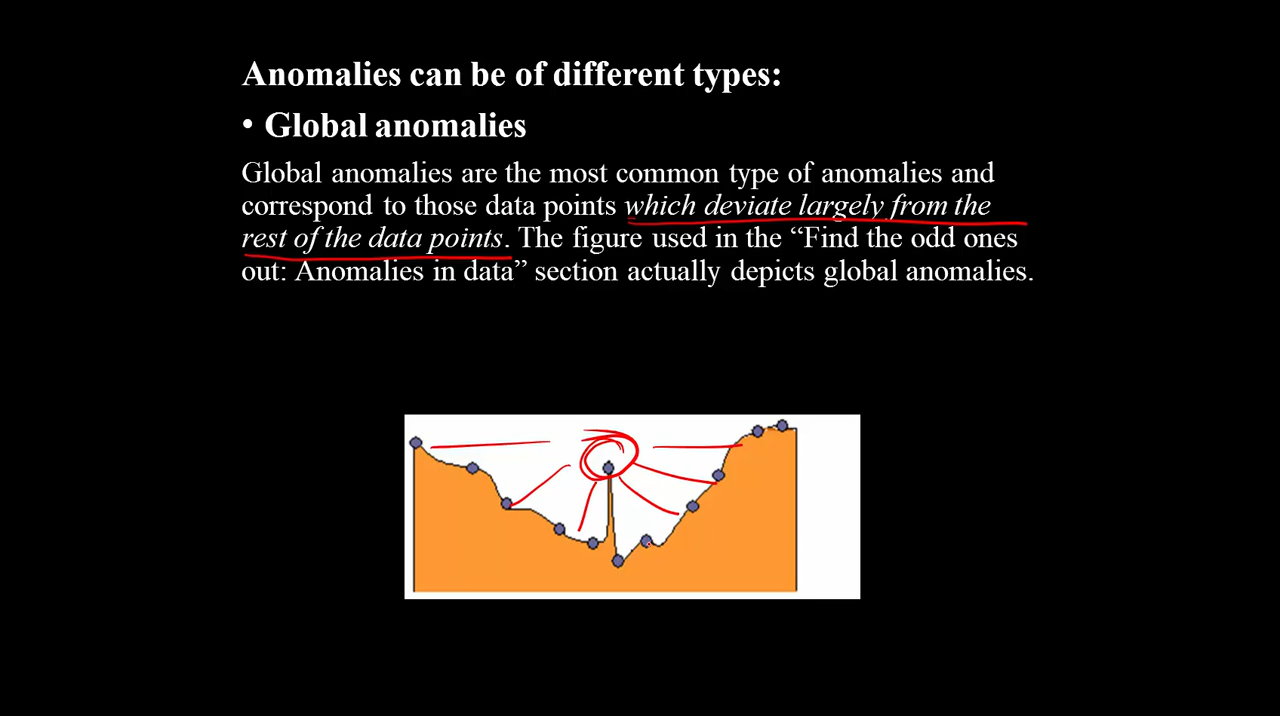 Anomalies can be of different types:
• Global anomalies
Global anomalies are the most common type of anomalies and
correspond to those data points which deviate largely from the
rest of the data points. The figure used in the “Find the odd ones
out: Anomalies in data” section actually depicts global anomalies.